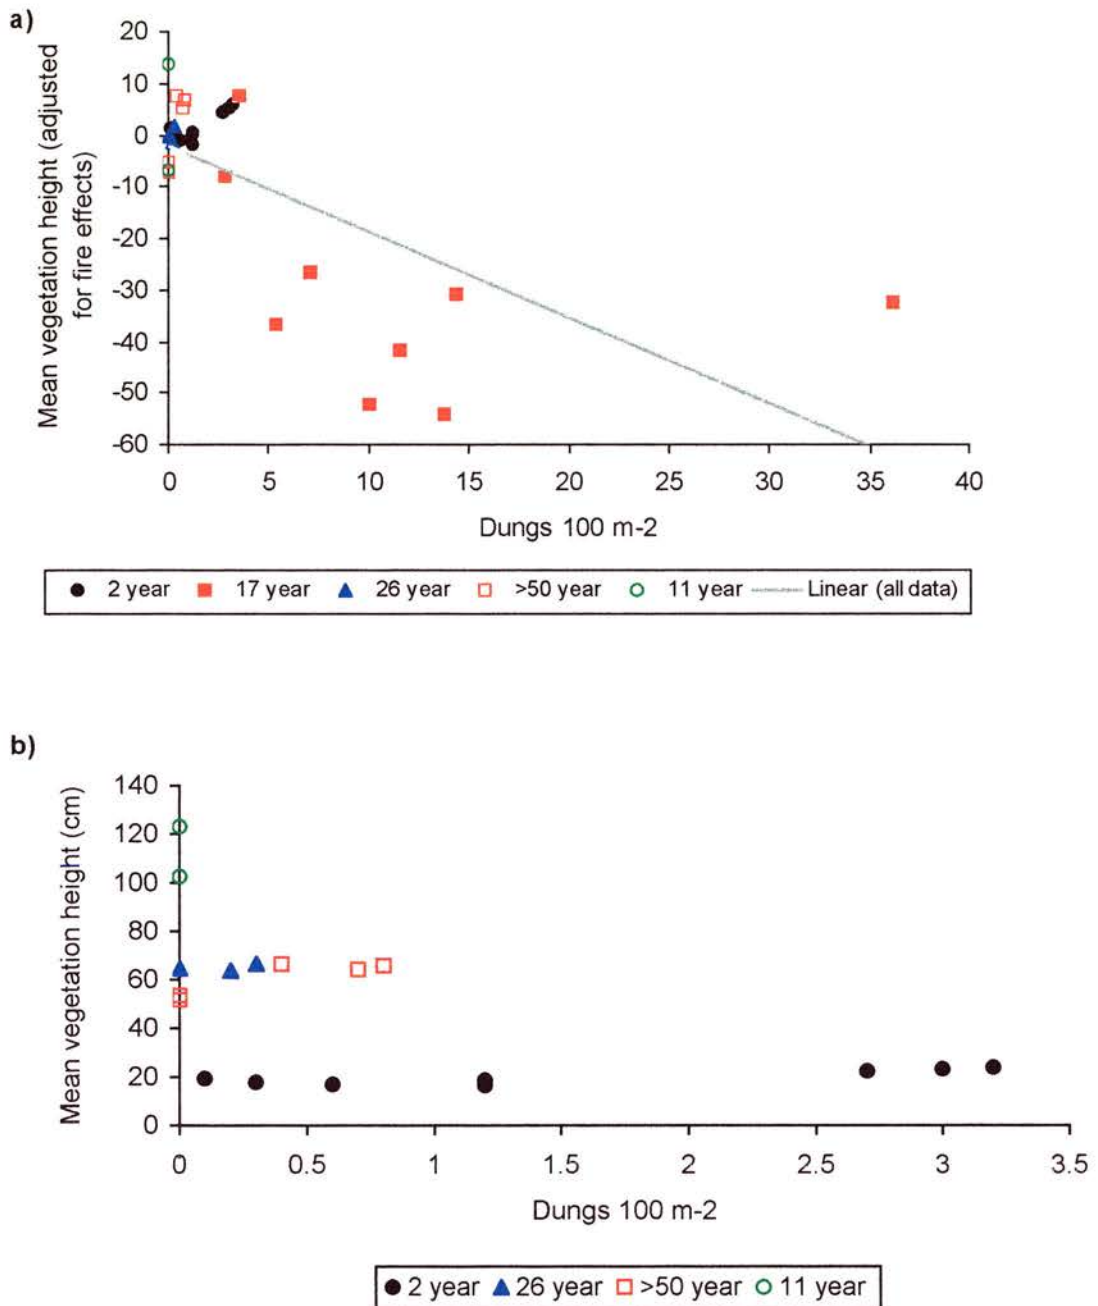 a)
20
10
0
-10
-20
-30
-40
-50
-60
Mean vegetation height (adjusted
for fire effects)
0 5 10 15 20 25 30 35 40
Dungs 100 m-2
2 year 17 year 26 year >50 year 11 year Linear (all data)
b)
140
120
100
80
60
40
20
0
Mean vegetation height (cm)
0 0.5 1 1.5 2 2.5 3 3.5
Dungs 100 m-2
2 year 26 year >50 year 11 year